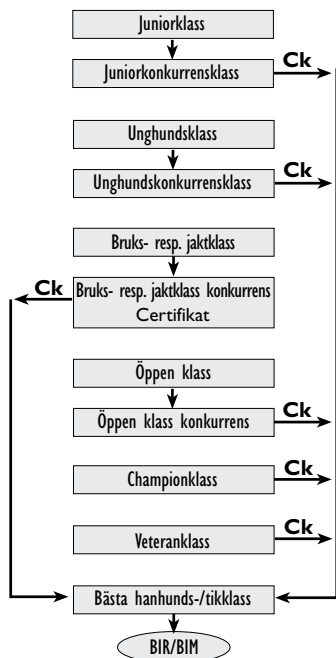 Juniorklass
Juniorkonkurrensklass
Ck
Unghundsklass
Unghundskonkurrensklass
Ck
Bruks- resp. jaktklass
Ck
Bruks- resp. jaktklass konkurrens
Certifikat
Öppen klass
Öppen klass konkurrens
Ck
Championklass
Ck
Veteranklass
Ck
Bästa hanhunds-/tikklass
BIR/BIM